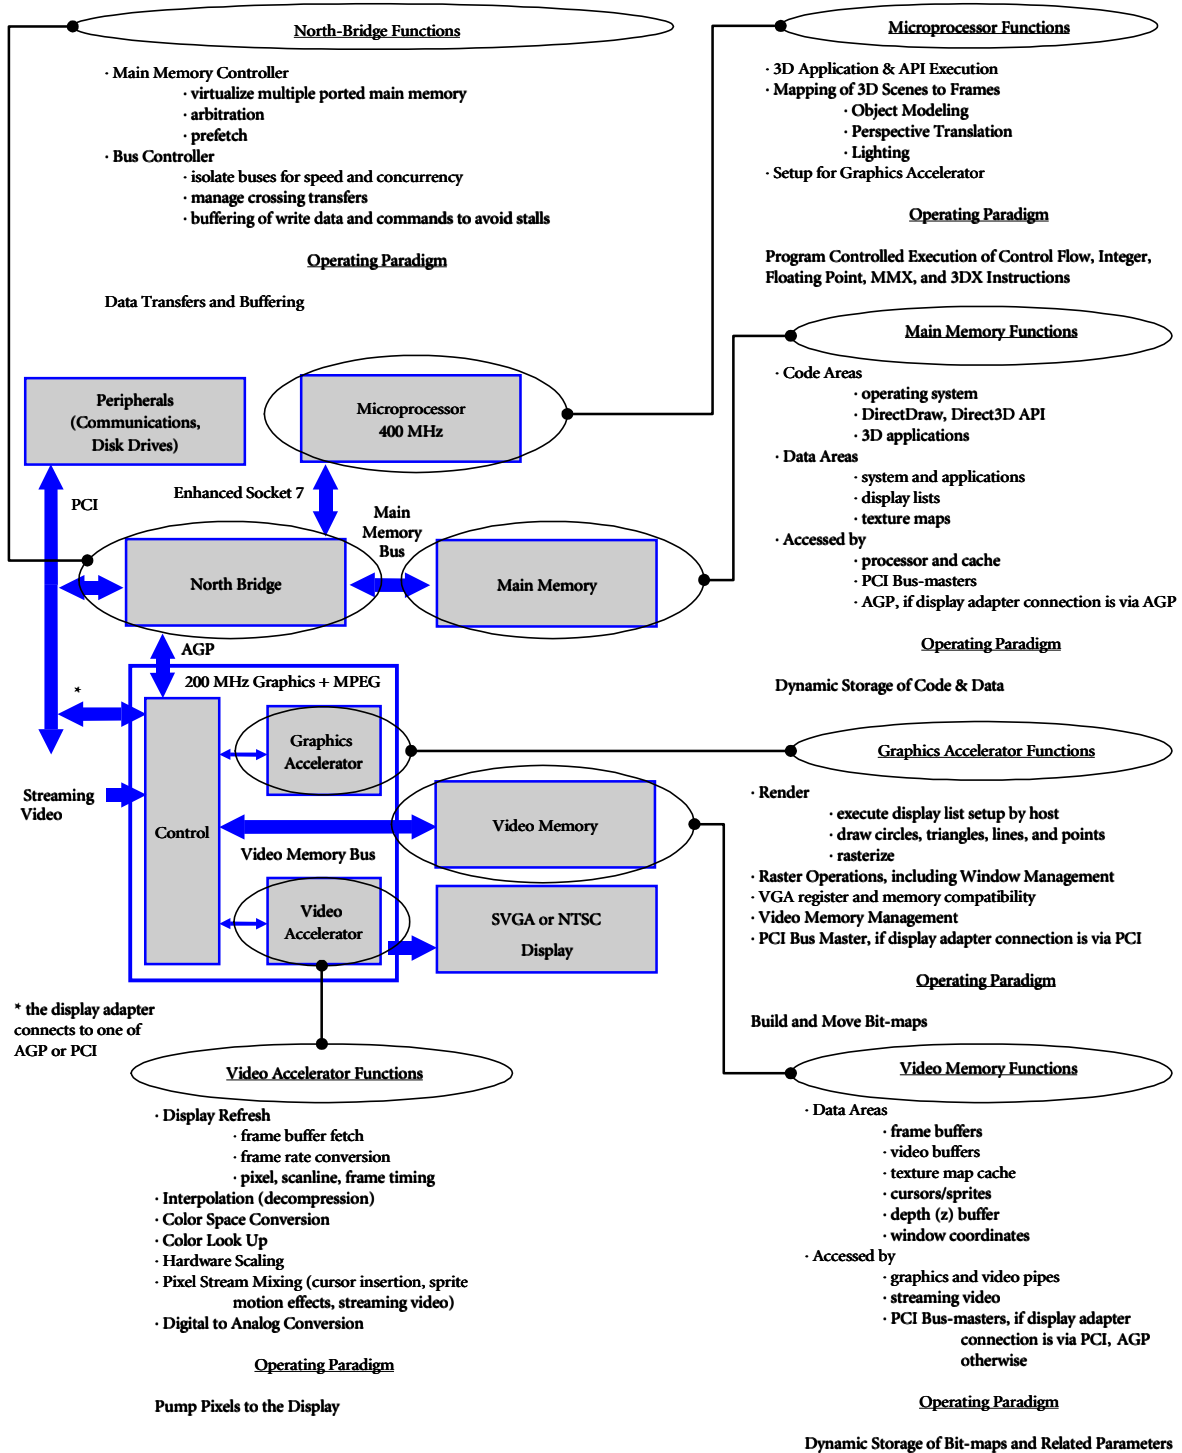 North-Bridge Functions
· Main Memory Controller
· virtualize multiple ported main memory
· arbitration
· prefetch
· Bus Controller
· isolate buses for speed and concurrency
· manage crossing transfers
· buffering of write data and commands to avoid stalls
Operating Paradigm
Data Transfers and Buffering
Microprocessor Functions
· 3D Application & API Execution
· Mapping of 3D Scenes to Frames
· Object Modeling
· Perspective Translation
· Lighting
· Setup for Graphics Accelerator
Operating Paradigm
Program Controlled Execution of Control Flow, Integer,
Floating Point, MMX, and 3DX Instructions
Main Memory Functions
· Code Areas
· operating system
· DirectDraw, Direct3D API
· 3D applications
· Data Areas
· system and applications
· display lists
· texture maps
· Accessed by
· processor and cache
· PCI Bus-masters
· AGP, if display adapter connection is via AGP
Operating Paradigm
Dynamic Storage of Code & Data
Peripherals
(Communications,
Disk Drives)
Microprocessor
400 MHz
PCI
Enhanced Socket 7
Main
Memory
Bus
North Bridge
Main Memory
AGP
*
200 MHz Graphics + MPEG
Graphics
Accelerator
Streaming
Video
Control
Video Memory
Video Memory Bus
Video
Accelerator
SVGA or NTSC
Display
* the display adapter
connects to one of
AGP or PCI
Graphics Accelerator Functions
· Render
· execute display list setup by host
· draw circles, triangles, lines, and points
· rasterize
· Raster Operations, including Window Management
· VGA register and memory compatibility
· Video Memory Management
· PCI Bus Master, if display adapter connection is via PCI
Operating Paradigm
Build and Move Bit-maps
Video Accelerator Functions
· Display Refresh
· frame buffer fetch
· frame rate conversion
· pixel, scanline, frame timing
· Interpolation (decompression)
· Color Space Conversion
· Color Look Up
· Hardware Scaling
· Pixel Stream Mixing (cursor insertion, sprite
motion effects, streaming video)
· Digital to Analog Conversion
Operating Paradigm
Pump Pixels to the Display
Video Memory Functions
· Data Areas
· frame buffers
· video buffers
· texture map cache
· cursors/sprites
· depth (z) buffer
· window coordinates
· Accessed by
· graphics and video pipes
· streaming video
· PCI Bus-masters, if display adapter
connection is via PCI, AGP
otherwise
Operating Paradigm
Dynamic Storage of Bit-maps and Related Parameters